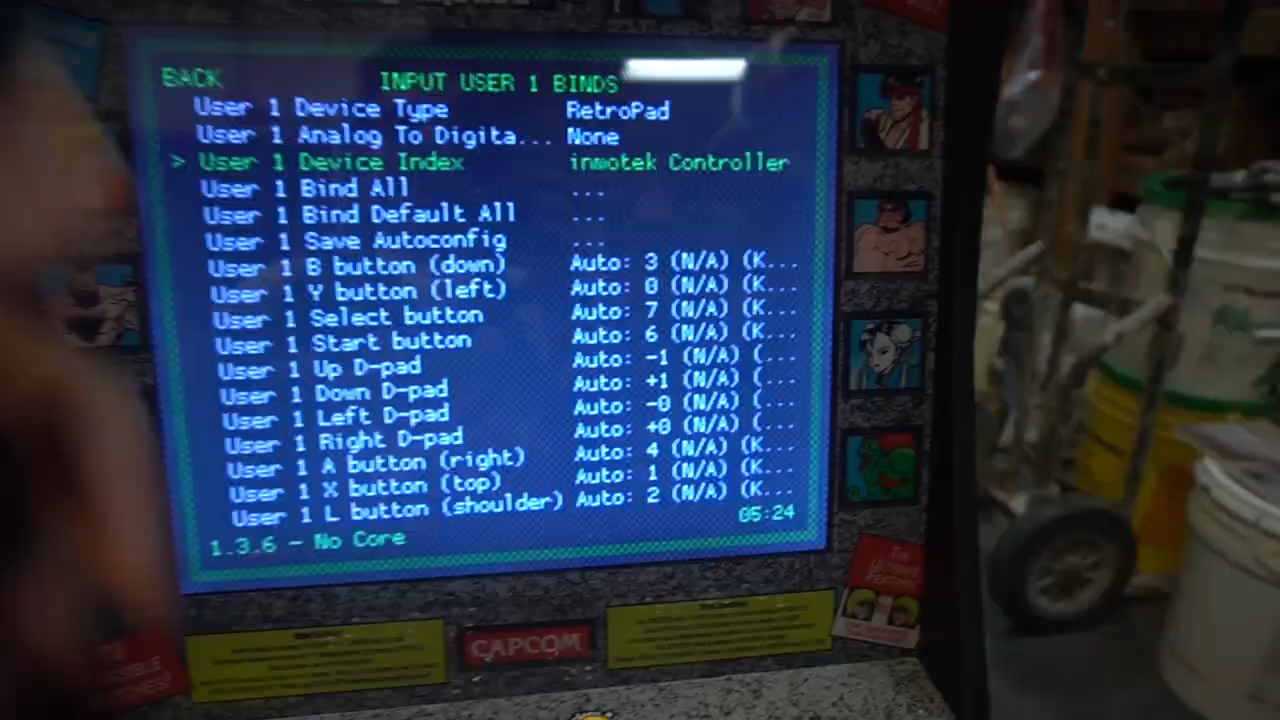 BACK
INPUT USER 1 BINDS
User 1 Device Type RetroPad
User 1 Analog To Digita... None
> User 1 Device Index inmotek Controller
User 1 Bind All ...
User 1 Bind Default All ...
User 1 Save Autoconfig ...
User 1 B button (down) Auto: 3 (N/A) (K...
User 1 Y button (left) Auto: 0 (N/A) (K...
User 1 Select button Auto: 7 (N/A) (K...
User 1 Start button Auto: 6 (N/A) (K...
User 1 Up D-pad Auto: -1 (N/A) (...
User 1 Down D-pad Auto: +1 (N/A) (...
User 1 Left D-pad Auto: -0 (N/A) (...
User 1 Right D-pad Auto: +0 (N/A) (...
User 1 A button (right) Auto: 4 (N/A) (K...
User 1 X button (top) Auto: 1 (N/A) (K...
User 1 L button (shoulder) Auto: 2 (N/A) (K...
05:24
1.3.6 - No Core
CAPCOM